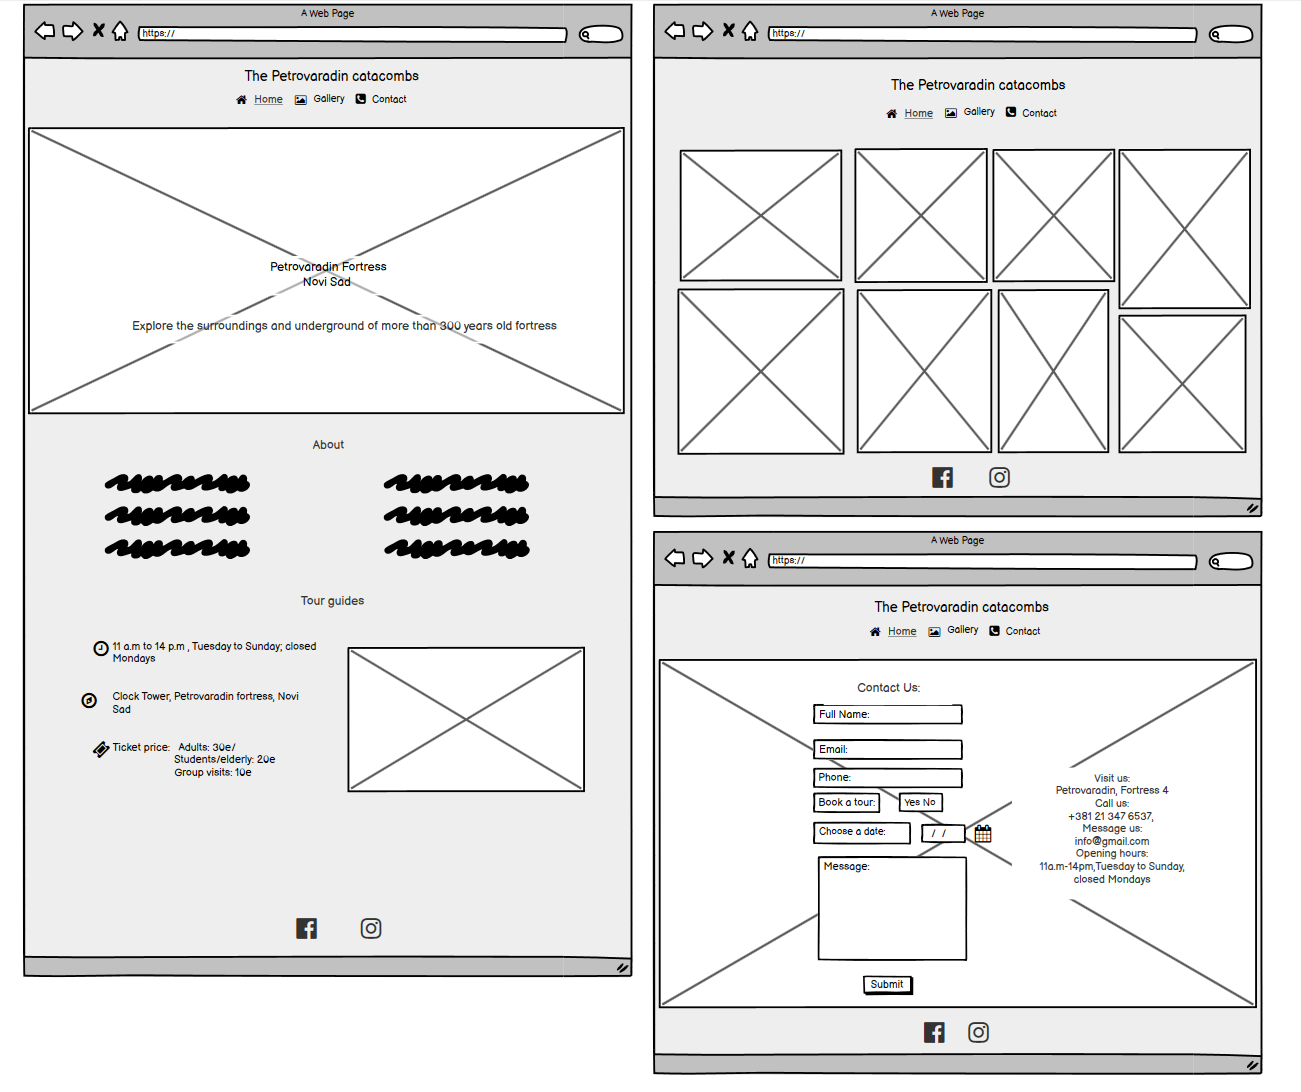 A Web Page
https://
The Petrovaradin catacombs
Home Gallery Contact
Petrovaradin Fortress
Novi Sad
Explore the surroundings and underground of more than 300 years old fortress
About
Tour guides
11 a.m to 14 p.m , Tuesday to Sunday; closed
Mondays
Clock Tower, Petrovaradin fortress, Novi
Sad
Ticket price: Adults: 30e/
Students/elderly: 20e
Group visits: 10e
A Web Page
https://
The Petrovaradin catacombs
Home Gallery Contact
A Web Page
https://
The Petrovaradin catacombs
Home Gallery Contact
Contact Us:
Full Name:
Email:
Phone:
Book a tour: Yes No
Choose a date: / /
Message:
Submit
Visit us:
Petrovaradin, Fortress 4
Call us:
+381 21 347 6537,
Message us:
info@gmail.com
Opening hours:
11a.m-14pm,Tuesday to Sunday,
closed Mondays